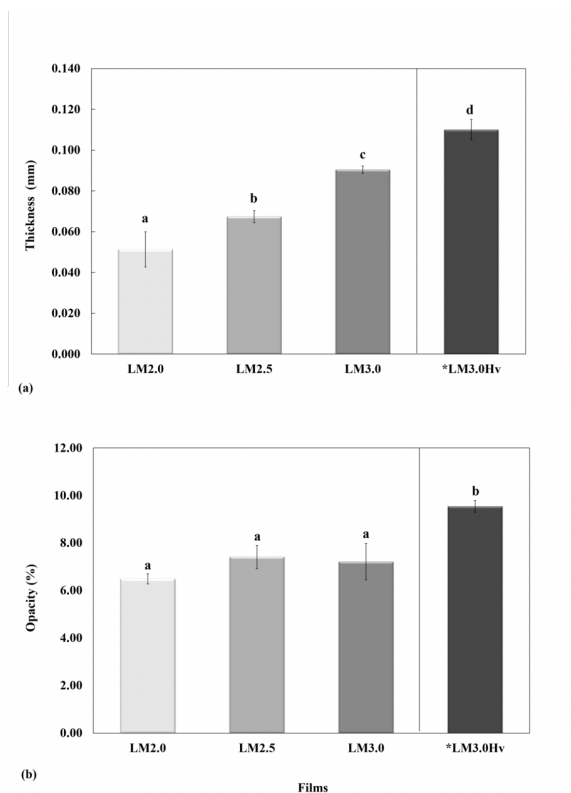 0.140
0.120
0.100
0.080
0.060
0.040
0.020
0.000
Thickness (mm)
a
b
c
d
LM2.0 LM2.5 LM3.0 *LM3.0Hv
(a)
12.00
10.00
8.00
6.00
4.00
2.00
0.00
Opacity (%)
a
a
a
b
LM2.0 LM2.5 LM3.0 *LM3.0Hv
(b)
Films